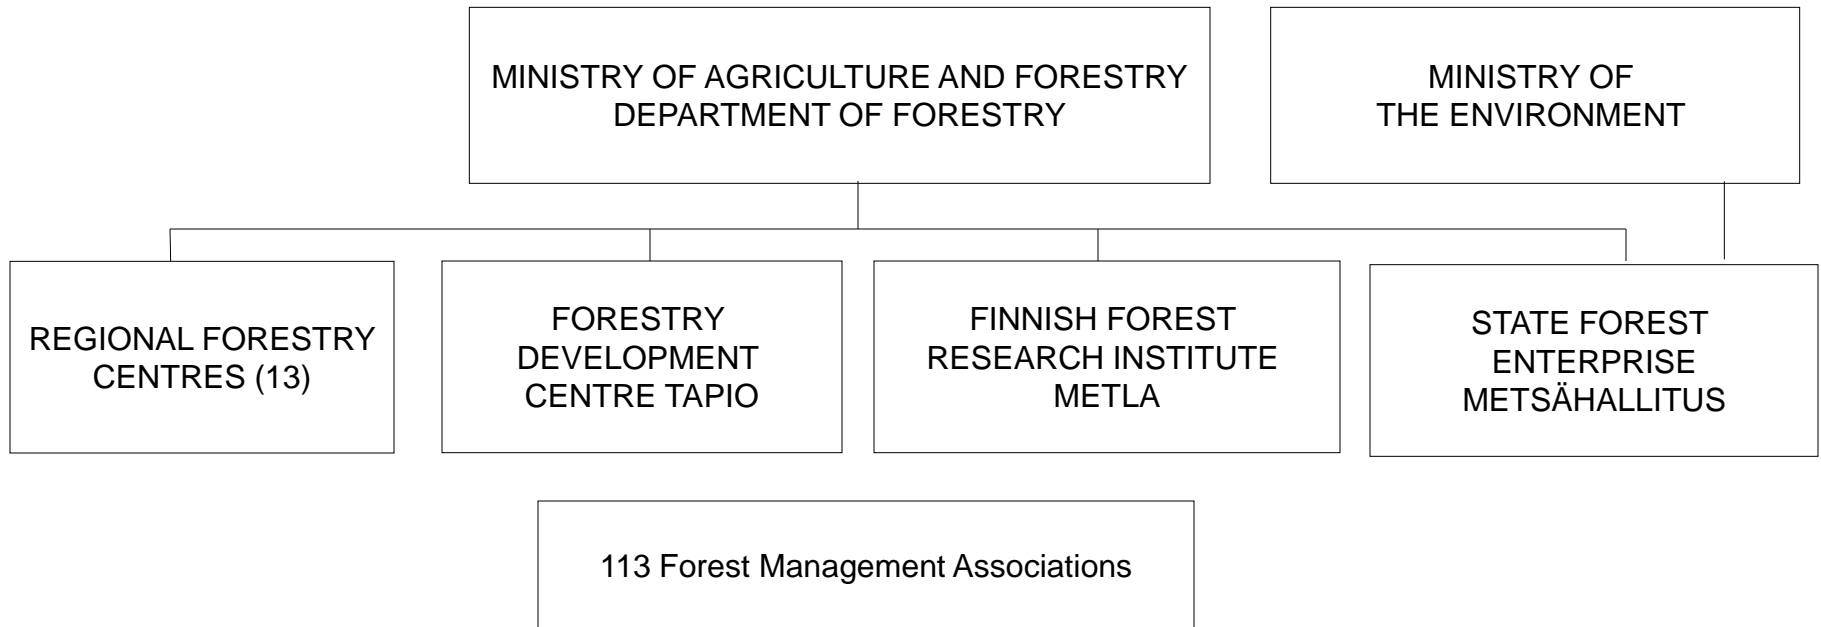 MINISTRY OF AGRICULTURE AND FORESTRY
DEPARTMENT OF FORESTRY
MINISTRY OF
THE ENVIRONMENT
REGIONAL FORESTRY
CENTRES (13)
FORESTRY
DEVELOPMENT
CENTRE TAPIO
FINNISH FOREST
RESEARCH INSTITUTE
METLA
STATE FOREST
ENTERPRISE
METSÄHALLITUS
113 Forest Management Associations